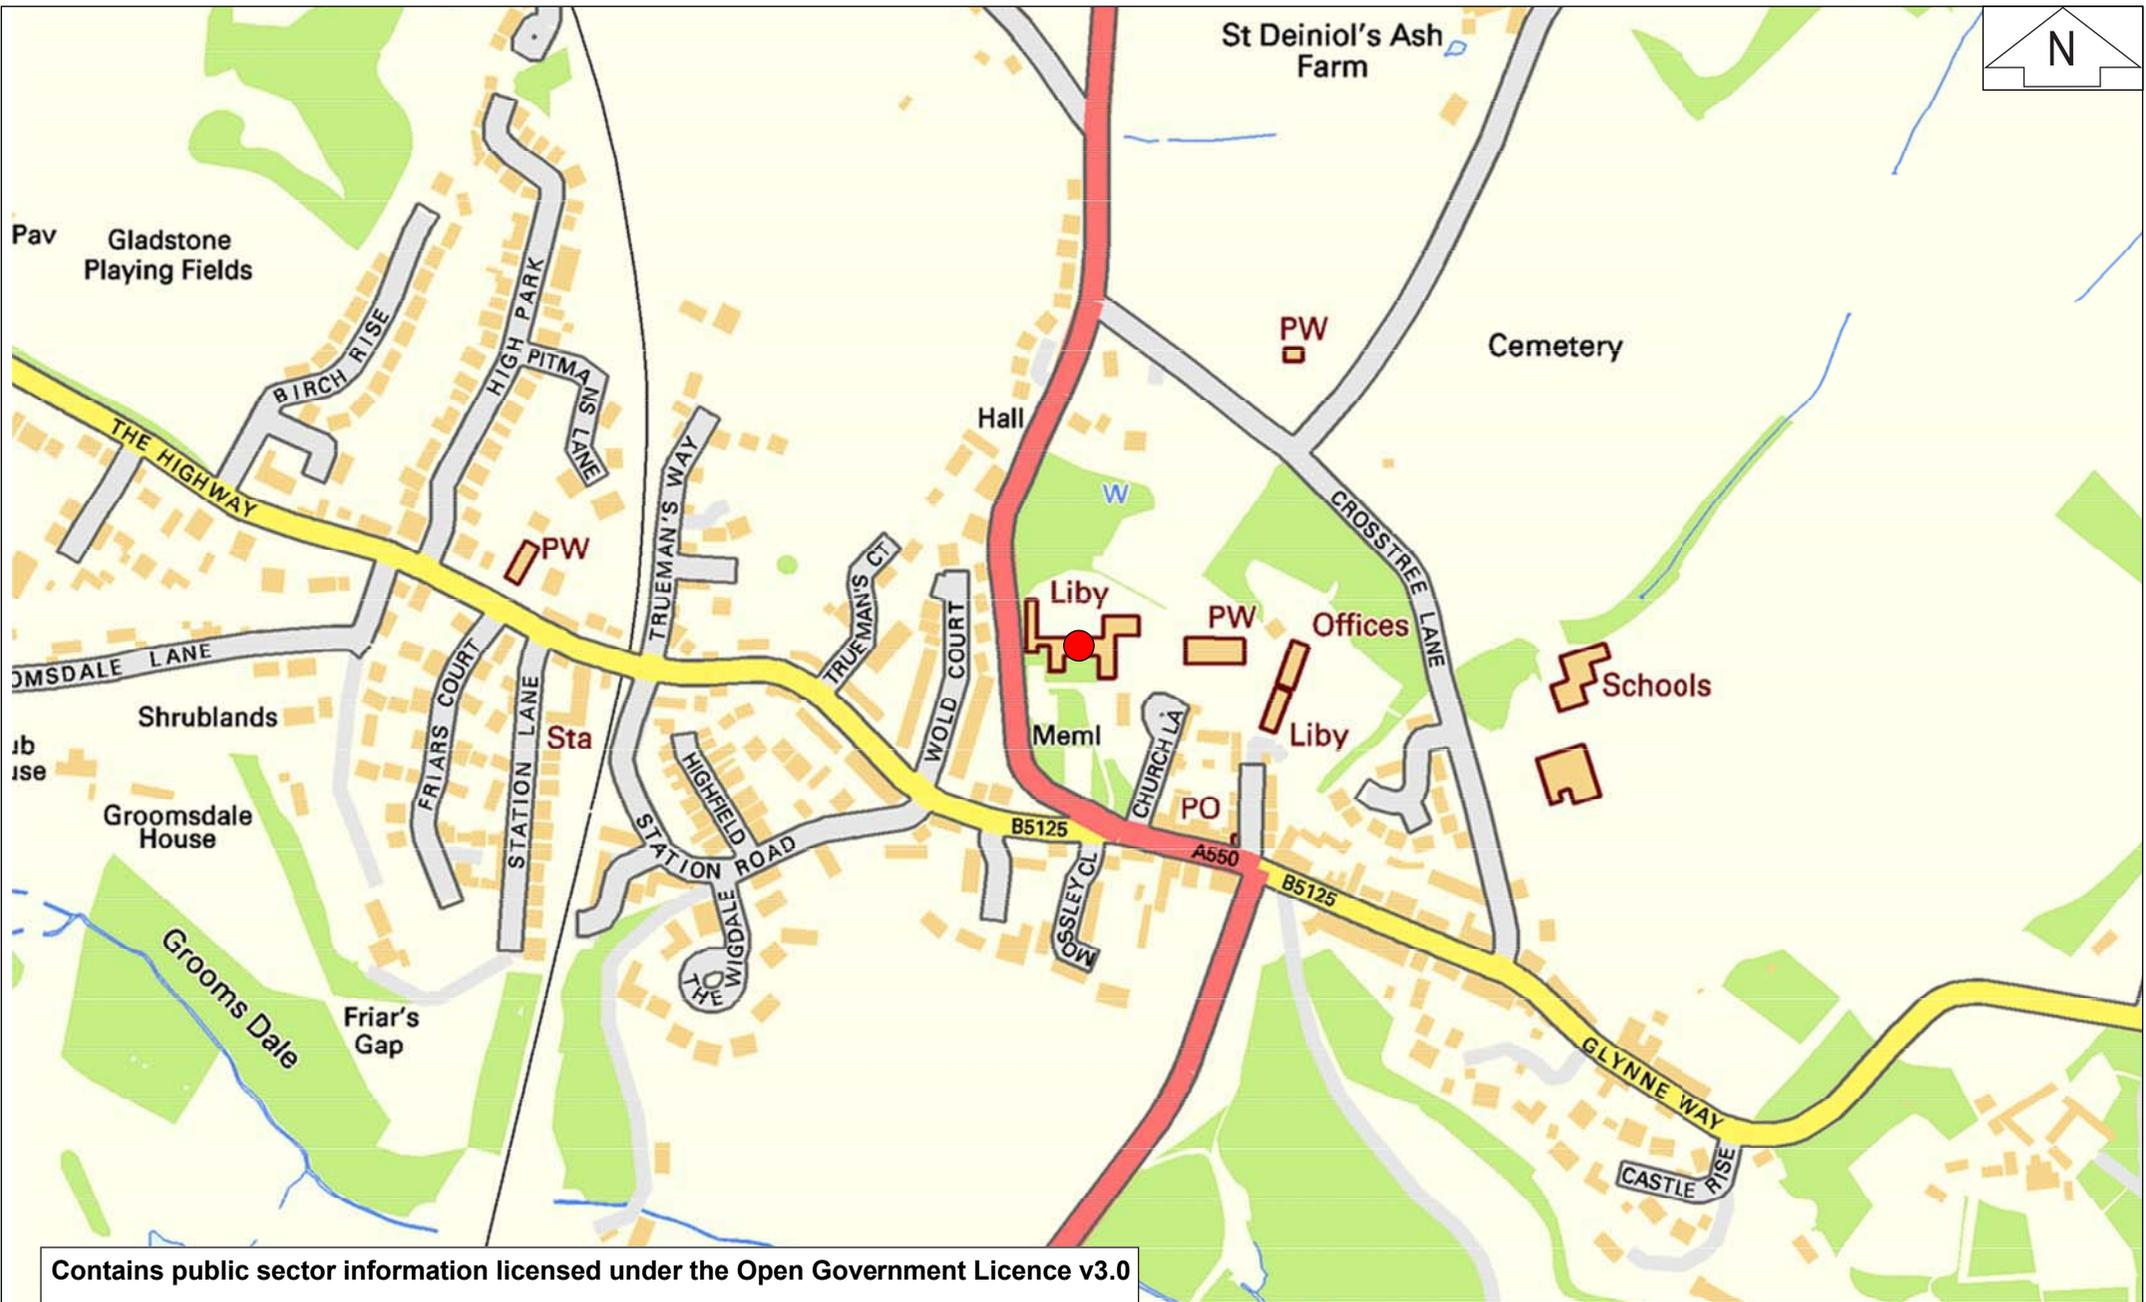 St Deiniol's Ash
Farm
N
Pav
Gladstone
Playing Fields
HIGH PARK
BIRCH RISE
PITMANS LANE
PW
Cemetery
THE HIGHWAY
Hall
TRUEMAN'S WAY
W
CROSSTREE LANE
PW
TRUEMAN'S CT
WOLD COURT
Liby
PW
Offices
OMSDALE LANE
Shrublands
FRIARS COURT
STATION LANE
Sta
Meml
CHURCH LA
Liby
Schools
ub
use
HIGHFIELD
Groomsdale
House
STATION ROAD
B5125
PO
A550
B5125
MOSSLEY CL
THE WIGDALE
Grooms Dale
Friar's
Gap
GLYNNE WAY
CASTLE RISE
Contains public sector information licensed under the Open Government Licence v3.0